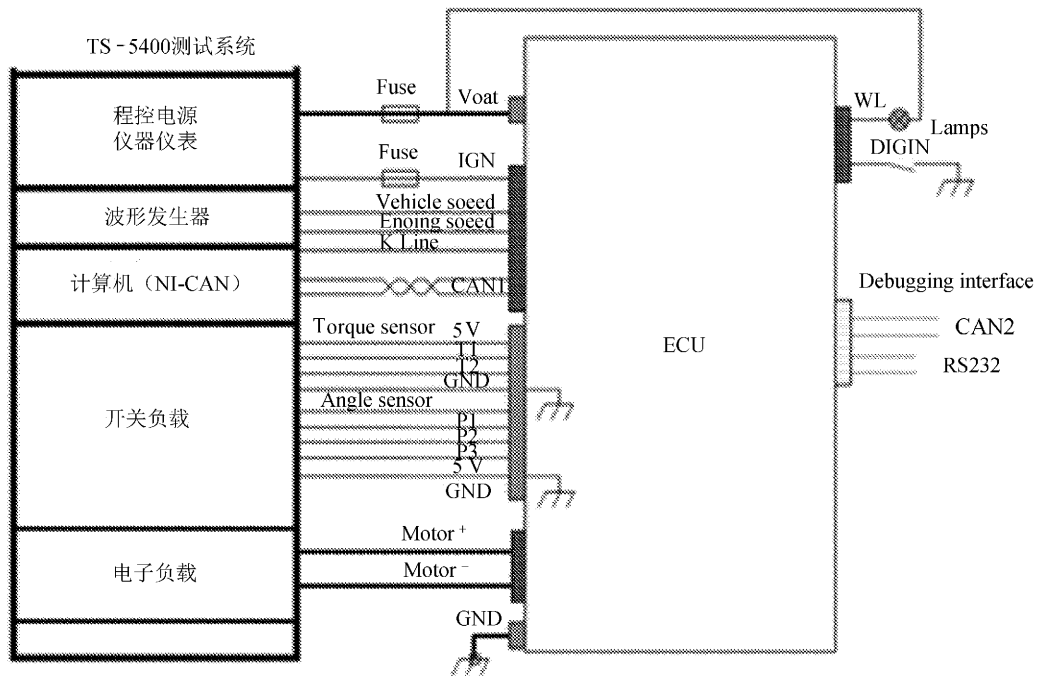 TS-5400测试系统
程控电源
仪器仪表
波形发生器
计算机（NI-CAN）
开关负载
电子负载
Fuse
Voat
Fuse
IGN
Vehicle soeed
Enoing soeed
K Line
CAN1
Torque sensor
5 V
T1
T2
GND
Angle sensor
P1
P2
P3
5 V
GND
Motor+
Motor-
GND
ECU
WL
Lamps
DIGIN
Debugging interface
CAN2
RS232